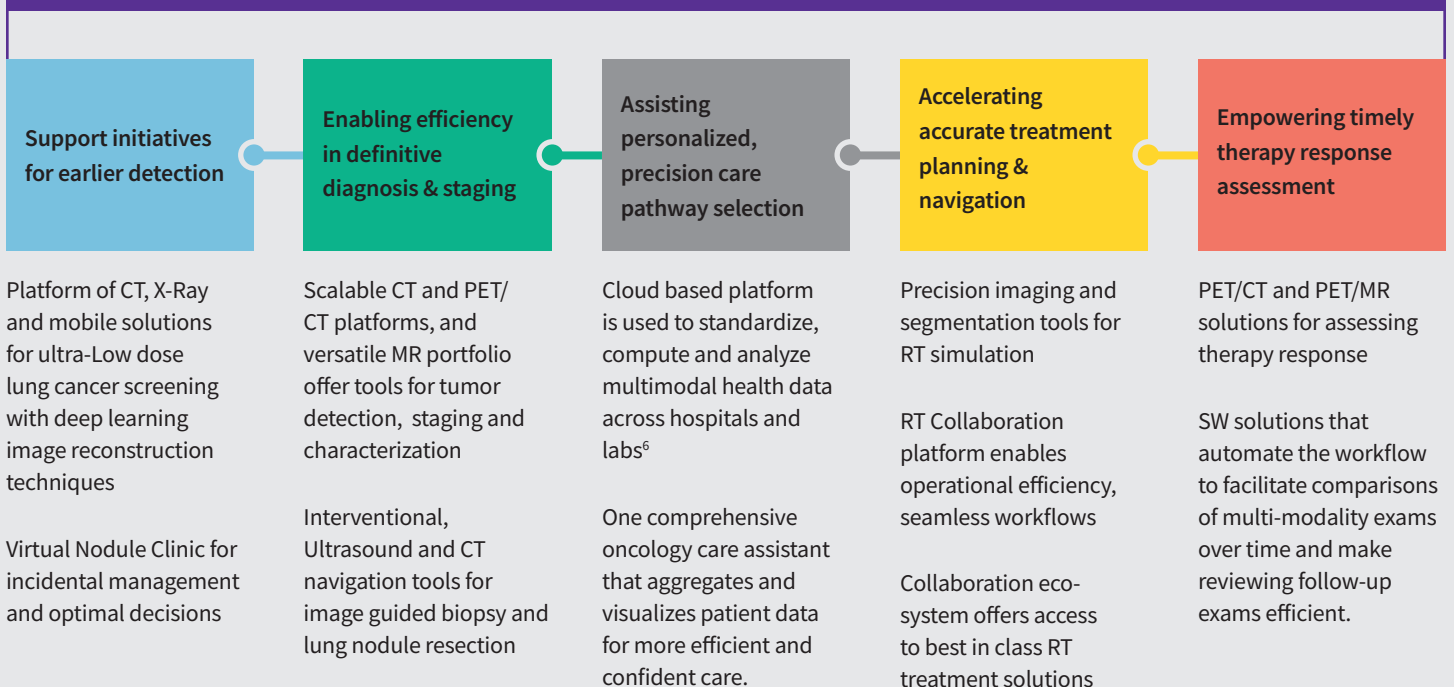 Support initiatives
for earlier detection
Platform of CT, X-Ray
and mobile solutions
for ultra-Low dose
lung cancer screening
with deep learning
image reconstruction
techniques
Virtual Nodule Clinic for
incidental management
and optimal decisions
Enabling efficiency
in definitive
diagnosis & staging
Scalable CT and PET/
CT platforms, and
versatile MR portfolio
offer tools for tumor
detection, staging and
characterization
Interventional,
Ultrasound and CT
navigation tools for
image guided biopsy and
lung nodule resection
Assisting
personalized,
precision care
pathway selection
Cloud based platform
is used to standardize,
compute and analyze
multimodal health data
across hospitals and
labs⁶
One comprehensive
oncology care assistant
that aggregates and
visualizes patient data
for more efficient and
confident care.
Accelerating
accurate treatment
planning &
navigation
Precision imaging and
segmentation tools for
RT simulation
RT Collaboration
platform enables
operational efficiency,
seamless workflows
Collaboration eco-
system offers access
to best in class RT
treatment solutions
Empowering timely
therapy response
assessment
PET/CT and PET/MR
solutions for assessing
therapy response
SW solutions that
automate the workflow
to facilitate comparisons
of multi-modality exams
over time and make
reviewing follow-up
exams efficient.